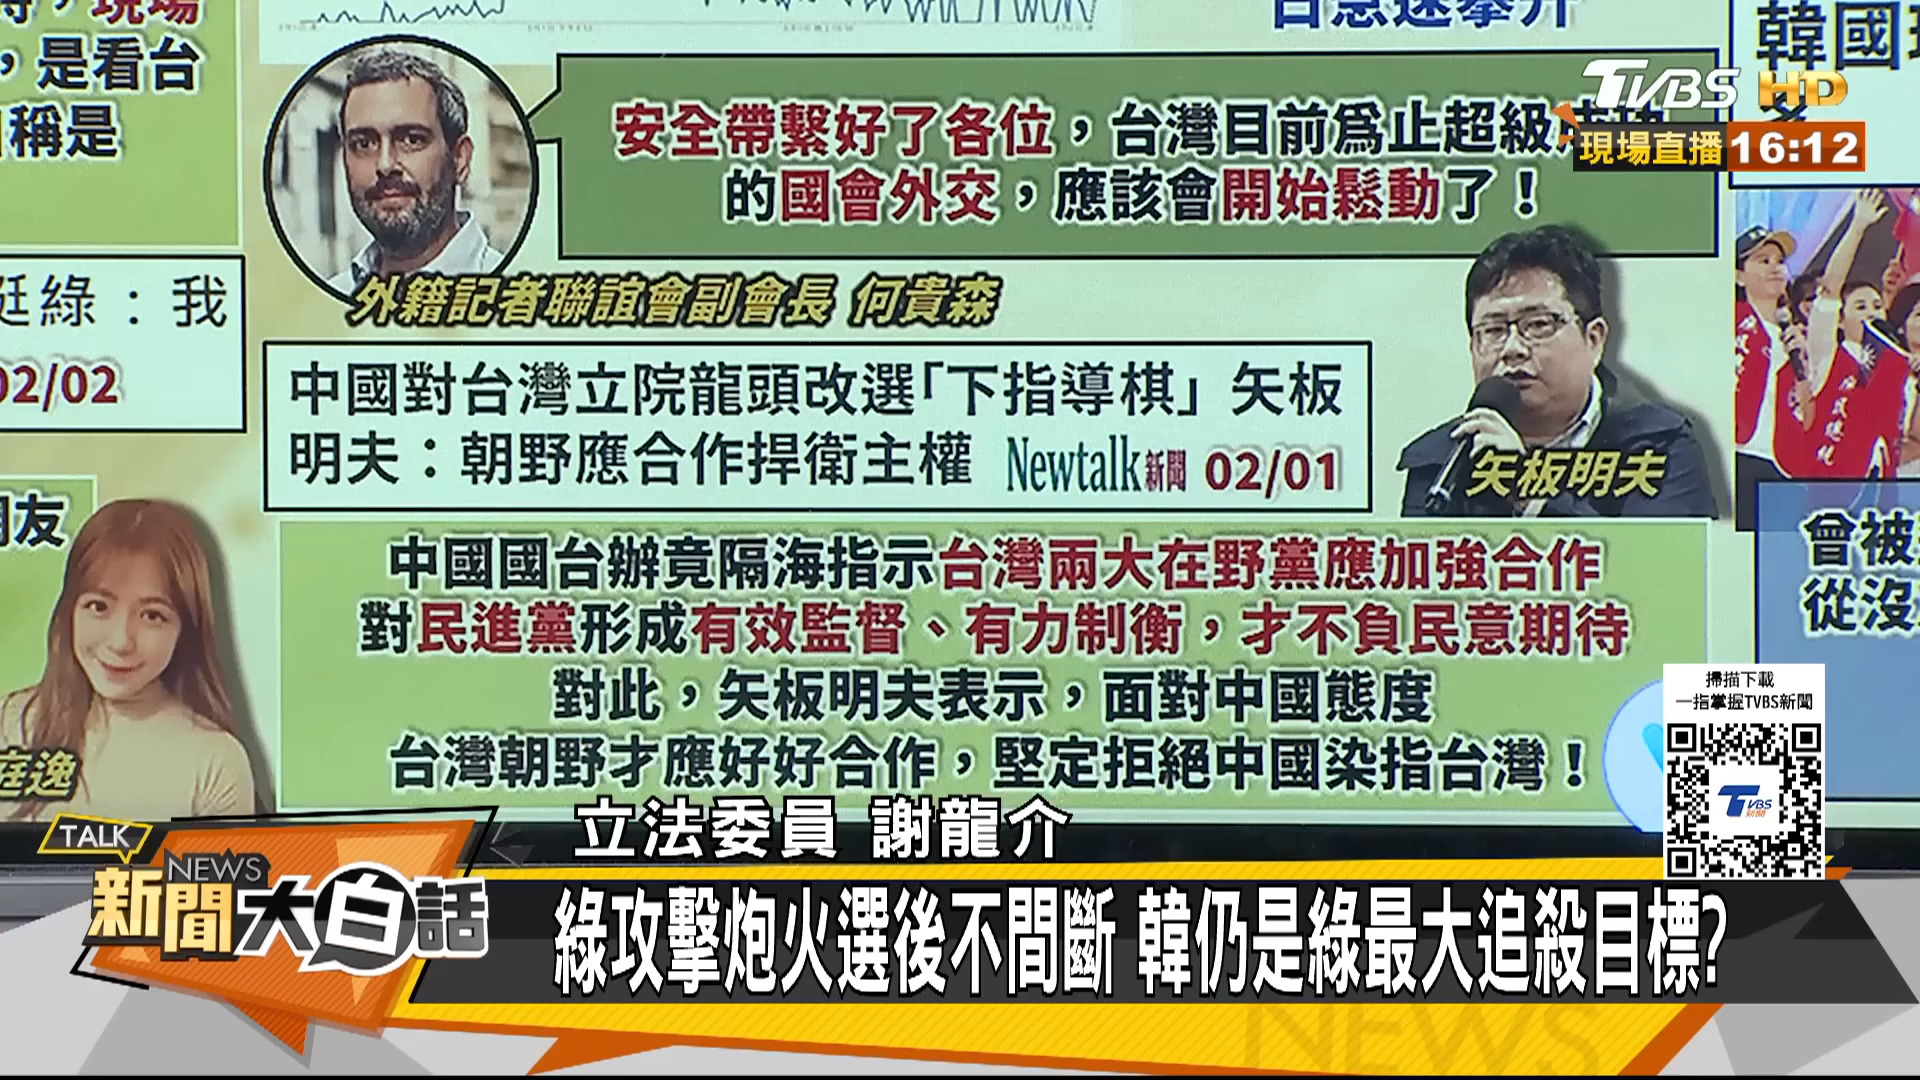 ，是看台
稱是
安全帶繫好了各位，台灣目前爲止超級成功
的國會外交，應該會開始鬆動了！
韓國
TVBS HD
現場直播 16:12
外籍記者聯誼會副會長 何貴森
挺綠：我
02/02
中國對台灣立院龍頭改選「下指導棋」矢板
明夫：朝野應合作捍衛主權 Newtalk新聞 02/01
矢板明夫
友
庭逸
中國國台辦竟隔海指示台灣兩大在野黨應加強合作
對民進黨形成有效監督、有力制衡，才不負民意期待
對此，矢板明夫表示，面對中國態度
台灣朝野才應好好合作，堅定拒絕中國染指台灣！
曾被
從沒
掃描下載
一指掌握TVBS新聞
TVBS
新聞
立法委員 謝龍介
TALK
NEWS
新聞大白話
綠攻擊炮火選後不間斷 韓仍是綠最大追殺目標?
NEWS